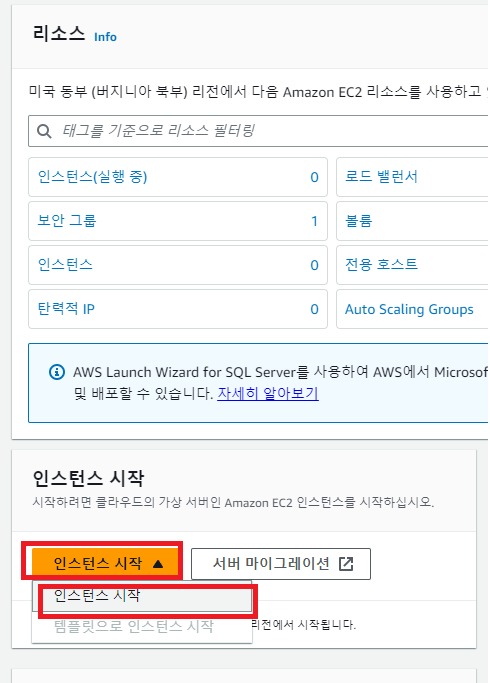 리소스 Info
미국 동부 (버지니아 북부) 리전에서 다음 Amazon EC2 리소스를 사용하고
태그를 기준으로 리소스 필터링
인스턴스(실행 중) 0 로드 밸런서
보안 그룹 1 볼륨
인스턴스 0 전용 호스트
탄력적 IP 0 Auto Scaling Groups
AWS Launch Wizard for SQL Server를 사용하여 AWS에서 Microsof
및 배포할 수 있습니다. 자세히 알아보기
인스턴스 시작
시작하려면 클라우드의 가상 서버인 Amazon EC2 인스턴스를 시작하십시오.
인스턴스 시작 서버 마이그레이션
인스턴스 시작
템플릿으로 인스턴스 시작 리전에서 시작됩니다.